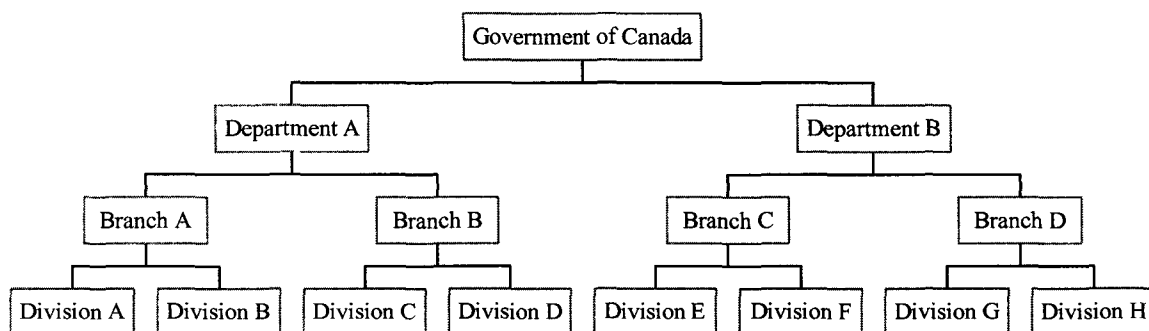 Government of Canada
Department A
Department B
Branch A
Branch B
Branch C
Branch D
Division A
Division B
Division C
Division D
Division E
Division F
Division G
Division H